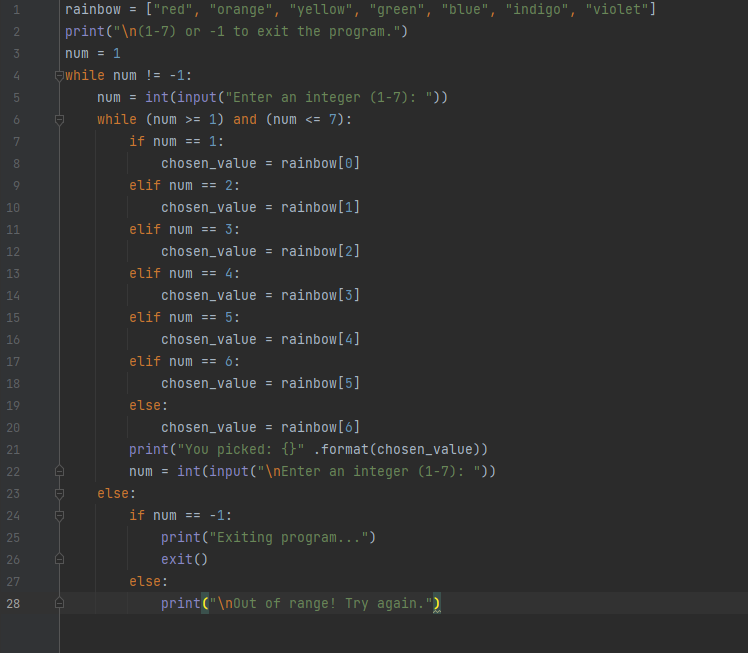 1 rainbow = ["red", "orange", "yellow", "green", "blue", "indigo", "violet"]
2 print("\n(1-7) or -1 to exit the program.")
3 num = 1
4 while num != -1:
5     num = int(input("Enter an integer (1-7): "))
6     while (num >= 1) and (num <= 7):
7         if num == 1:
8             chosen_value = rainbow[0]
9         elif num == 2:
10             chosen_value = rainbow[1]
11         elif num == 3:
12             chosen_value = rainbow[2]
13         elif num == 4:
14             chosen_value = rainbow[3]
15         elif num == 5:
16             chosen_value = rainbow[4]
17         elif num == 6:
18             chosen_value = rainbow[5]
19         else:
20             chosen_value = rainbow[6]
21         print("You picked: {}" .format(chosen_value))
22         num = int(input("\nEnter an integer (1-7): "))
23     else:
24         if num == -1:
25             print("Exiting program...")
26             exit()
27         else:
28             print("\nOut of range! Try again.")